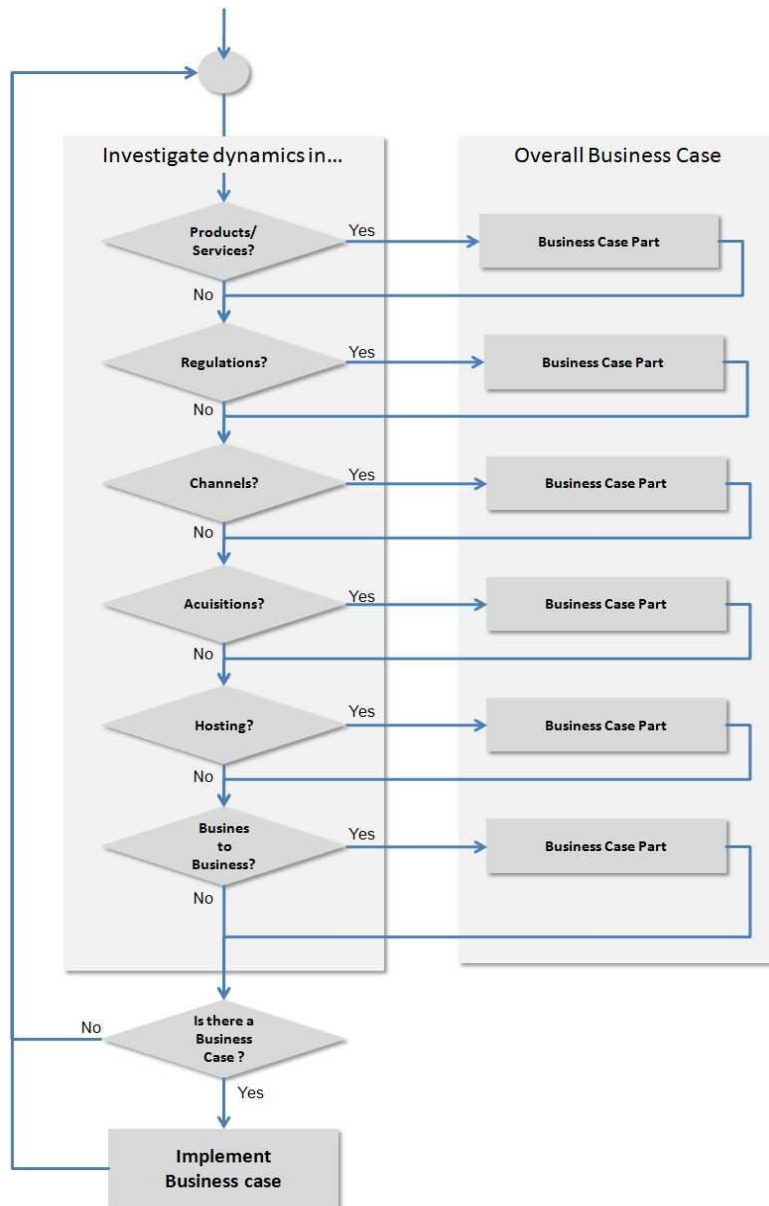 Investigate dynamics in...
Overall Business Case
Products/
Services?
Yes
Business Case Part
No
Regulations?
Yes
Business Case Part
No
Channels?
Yes
Business Case Part
No
Acuisitions?
Yes
Business Case Part
No
Hosting?
Yes
Business Case Part
No
Busines
to
Business?
Yes
Business Case Part
No
Is there a
Business
Case ?
No
Yes
Implement
Business case